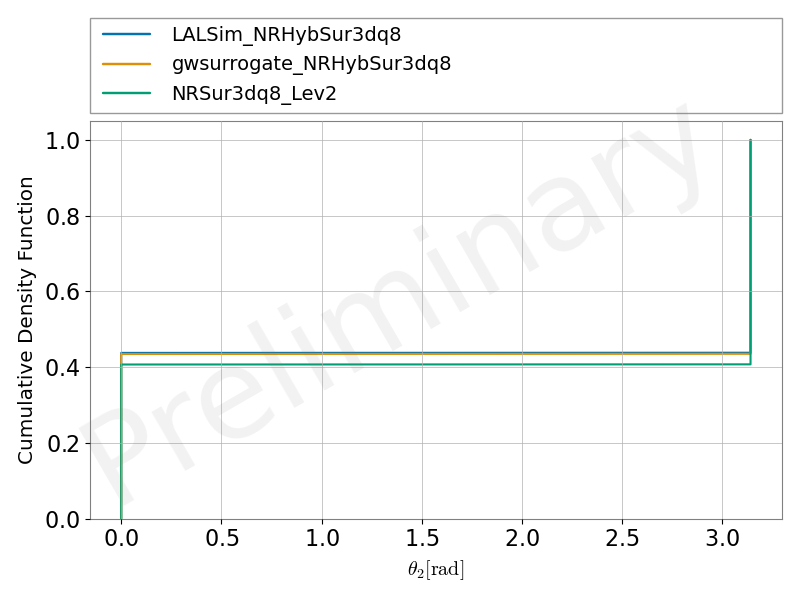 LALSim_NRHybSur3dq8
gwsurrogate_NRHybSur3dq8
NRSur3dq8_Lev2
Preliminary
Cumulative Density Function
1.0
0.8
0.6
0.4
0.2
0.0
0.0 0.5 1.0 1.5 2.0 2.5 3.0
θ₂[rad]